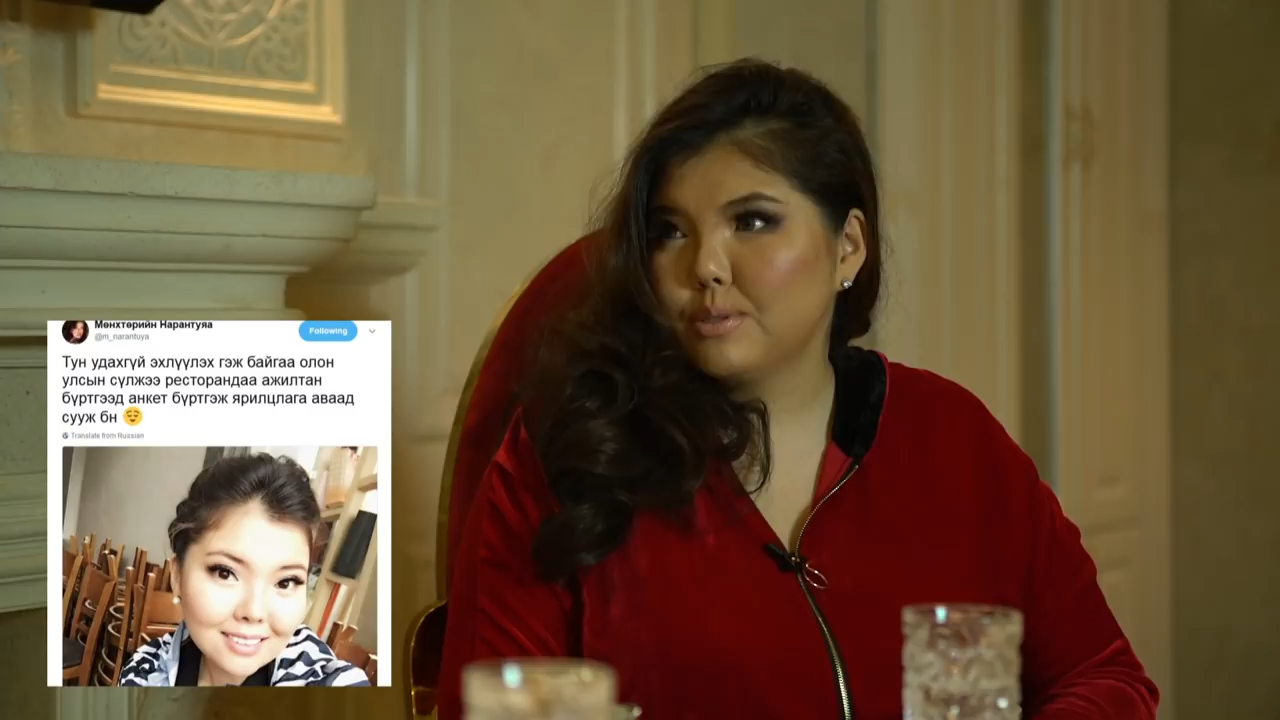 Мөнхтөрийн Нарантуяа
Following
@m_narantuya
Тун удахгүй эхлүүлэх гэж байгаа олон
улсын сүлжээ ресторандаа ажилтан
бүртгээд анкет бүртгэж ярилцлага аваад
сууж бн
Translate from Russian